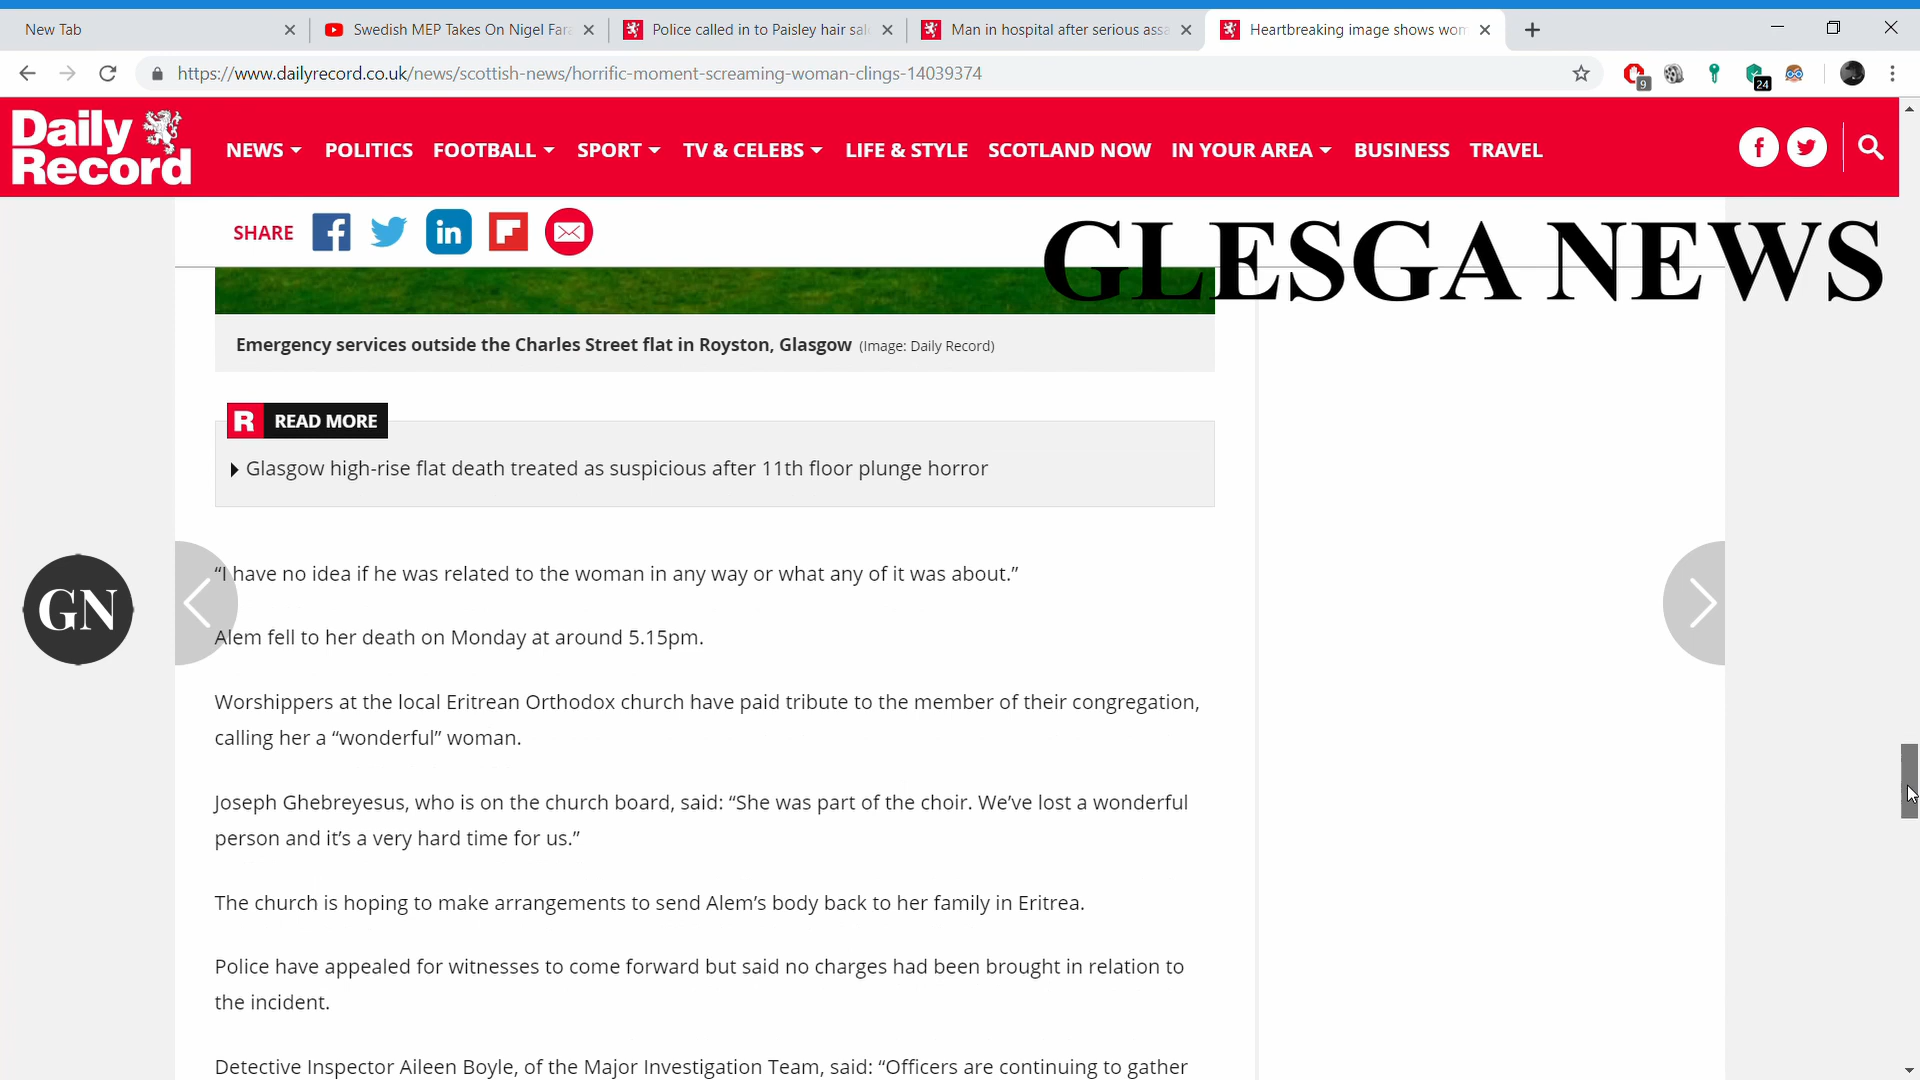 New Tab
Swedish MEP Takes On Nigel Fara
Police called in to Paisley hair sal
Man in hospital after serious assa
Heartbreaking image shows wom
https://www.dailyrecord.co.uk/news/scottish-news/horrific-moment-screaming-woman-clings-14039374
9
24
Daily
Record
NEWS
POLITICS
FOOTBALL
SPORT
TV & CELEBS
LIFE & STYLE
SCOTLAND NOW
IN YOUR AREA
BUSINESS
TRAVEL
SHARE
GLESGA NEWS
Emergency services outside the Charles Street flat in Royston, Glasgow (Image: Daily Record)
R READ MORE
Glasgow high-rise flat death treated as suspicious after 11th floor plunge horror
“I have no idea if he was related to the woman in any way or what any of it was about.”
GN
Alem fell to her death on Monday at around 5.15pm.
Worshippers at the local Eritrean Orthodox church have paid tribute to the member of their congregation,
calling her a “wonderful” woman.
Joseph Ghebreyesus, who is on the church board, said: “She was part of the choir. We’ve lost a wonderful
person and it’s a very hard time for us.”
The church is hoping to make arrangements to send Alem’s body back to her family in Eritrea.
Police have appealed for witnesses to come forward but said no charges had been brought in relation to
the incident.
Detective Inspector Aileen Boyle, of the Major Investigation Team, said: “Officers are continuing to gather